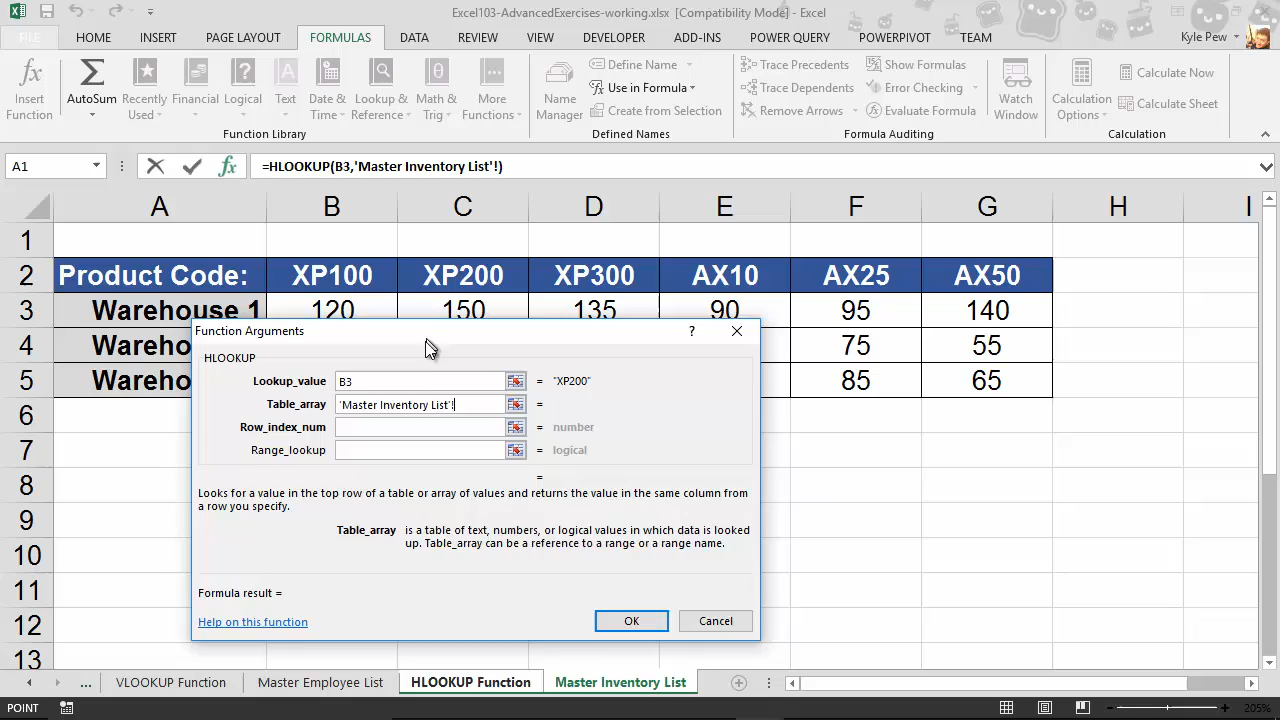 Excel103-AdvancedExercises-working.xlsx [Compatibility Mode] - Excel
FILE HOME INSERT PAGE LAYOUT FORMULAS DATA REVIEW VIEW DEVELOPER ADD-INS POWER QUERY POWERPIVOT TEAM Kyle Pew
Insert Function
AutoSum
Recently Used
Financial
Logical
Text
Date & Time
Lookup & Reference
Math & Trig
More Functions
Function Library
Name Manager
Define Name
Use in Formula
Create from Selection
Defined Names
Trace Precedents
Trace Dependents
Remove Arrows
Show Formulas
Error Checking
Evaluate Formula
Formula Auditing
Watch Window
Calculation Options
Calculate Now
Calculate Sheet
Calculation
A1 fx =HLOOKUP(B3,'Master Inventory List'!)
A B C D E F G H I
1
2 Product Code: XP100 XP200 XP300 AX10 AX25 AX50
3 Warehouse 1 120 150 135 90 95 140
4 Wareho 75 55
5 Wareho 85 65
6
7
8
9
10
11
12
13
Function Arguments ?
HLOOKUP
Lookup_value B3 = "XP200"
Table_array 'Master Inventory List'! =
Row_index_num = number
Range_lookup = logical
=
Looks for a value in the top row of a table or array of values and returns the value in the same column from
a row you specify.
Table_array is a table of text, numbers, or logical values in which data is looked
up. Table_array can be a reference to a range or a range name.
Formula result =
Help on this function OK Cancel
... VLOOKUP Function Master Employee List HLOOKUP Function Master Inventory List
POINT 205%